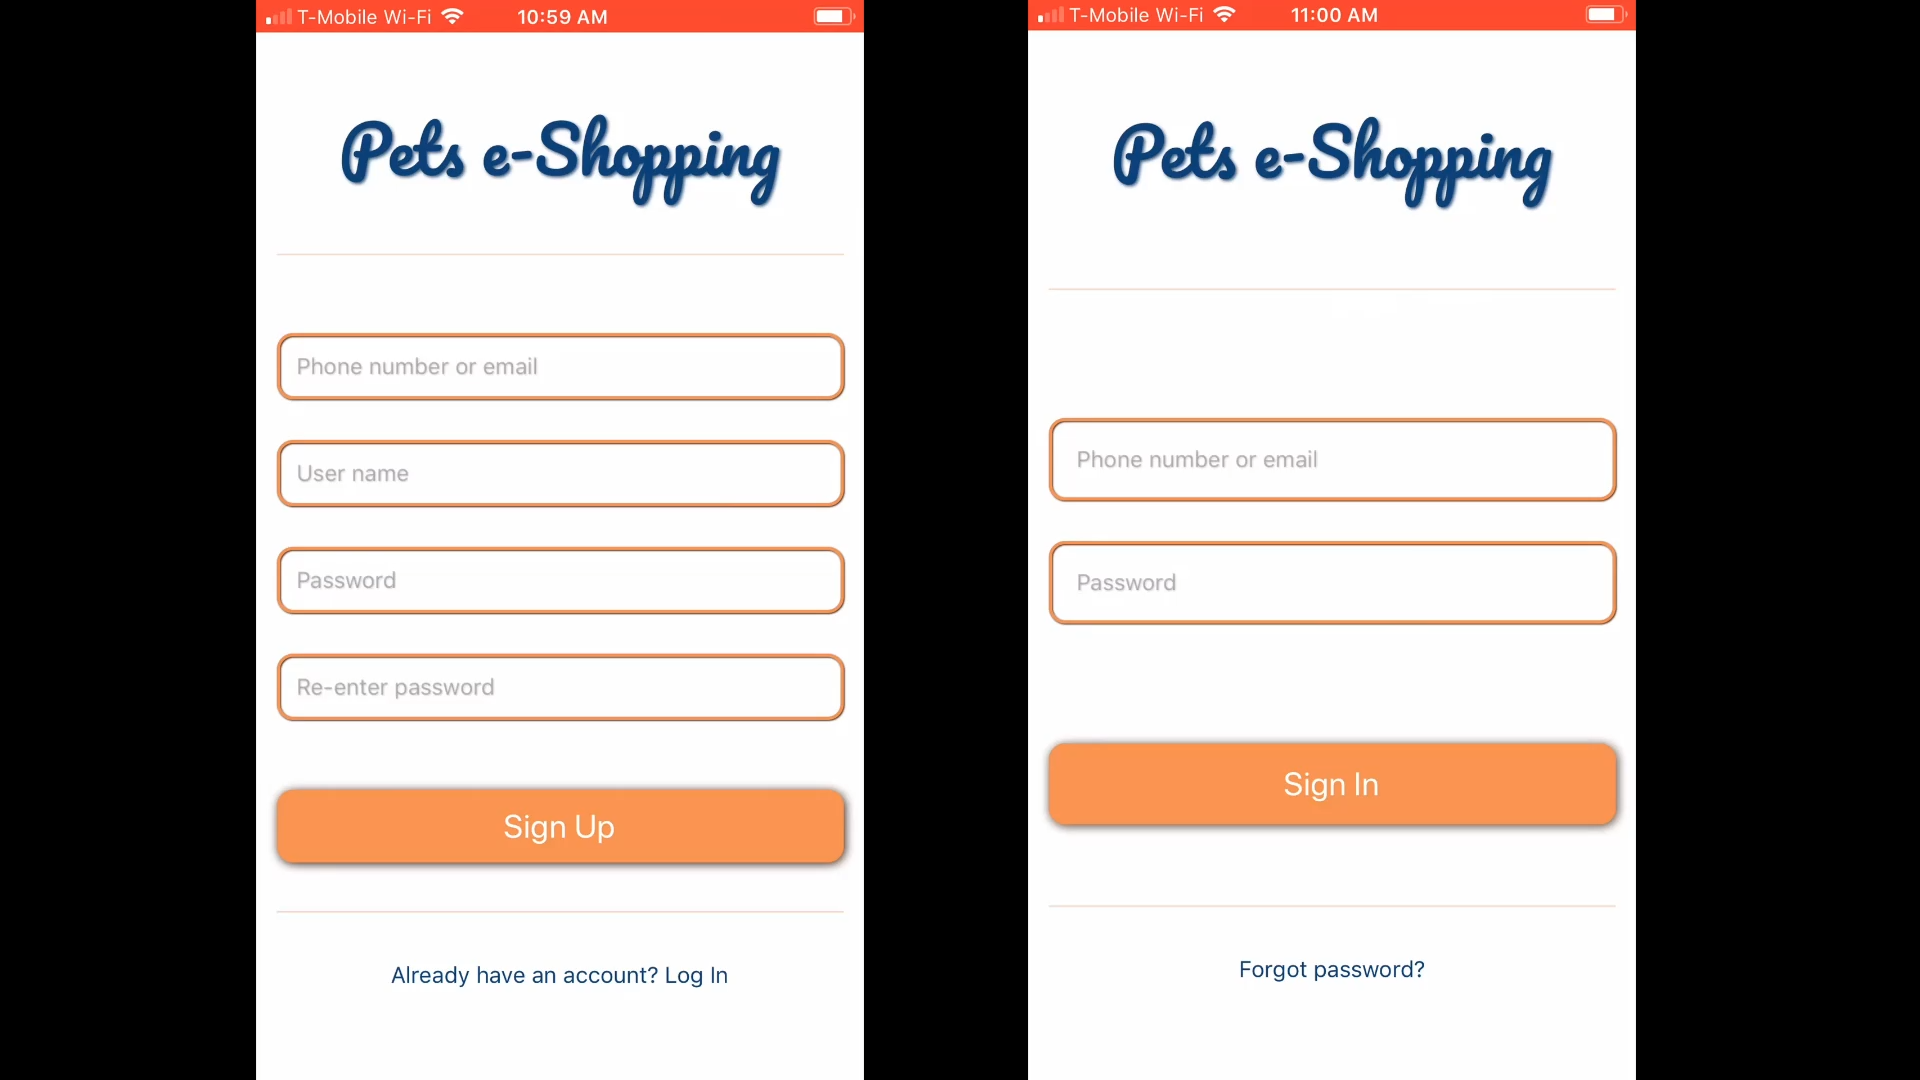 T-Mobile Wi-Fi 10:59 AM
Pets e-Shopping
Phone number or email
User name
Password
Re-enter password
Sign Up
Already have an account? Log In
T-Mobile Wi-Fi 11:00 AM
Pets e-Shopping
Phone number or email
Password
Sign In
Forgot password?